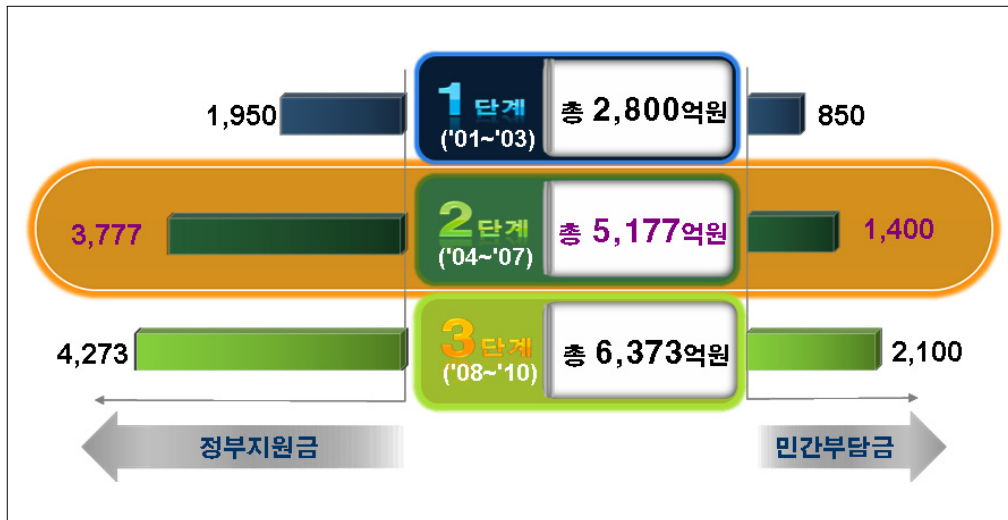 1,950
1 단계
('01~'03)
총 2,800억원
850
3,777
2 단계
('04~'07)
총 5,177억원
1,400
4,273
3 단계
('08~'10)
총 6,373억원
2,100
정부지원금
민간부담금